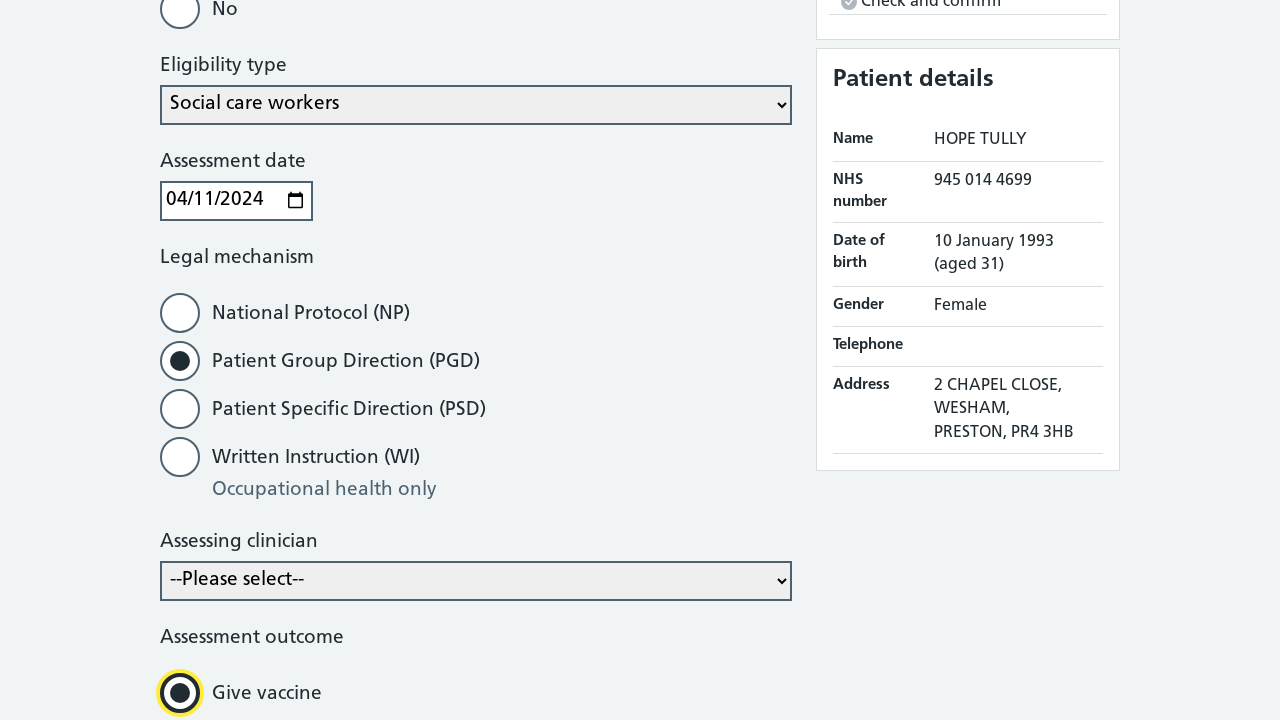 No
Check and confirm
Eligibility type
Social care workers
Assessment date
04/11/2024
Legal mechanism
National Protocol (NP)
Patient Group Direction (PGD)
Patient Specific Direction (PSD)
Written Instruction (WI)
Occupational health only
Assessing clinician
--Please select--
Assessment outcome
Give vaccine
Patient details
Name HOPE TULLY
NHS number 945 014 4699
Date of birth 10 January 1993 (aged 31)
Gender Female
Telephone
Address 2 CHAPEL CLOSE,
WESHAM,
PRESTON, PR4 3HB